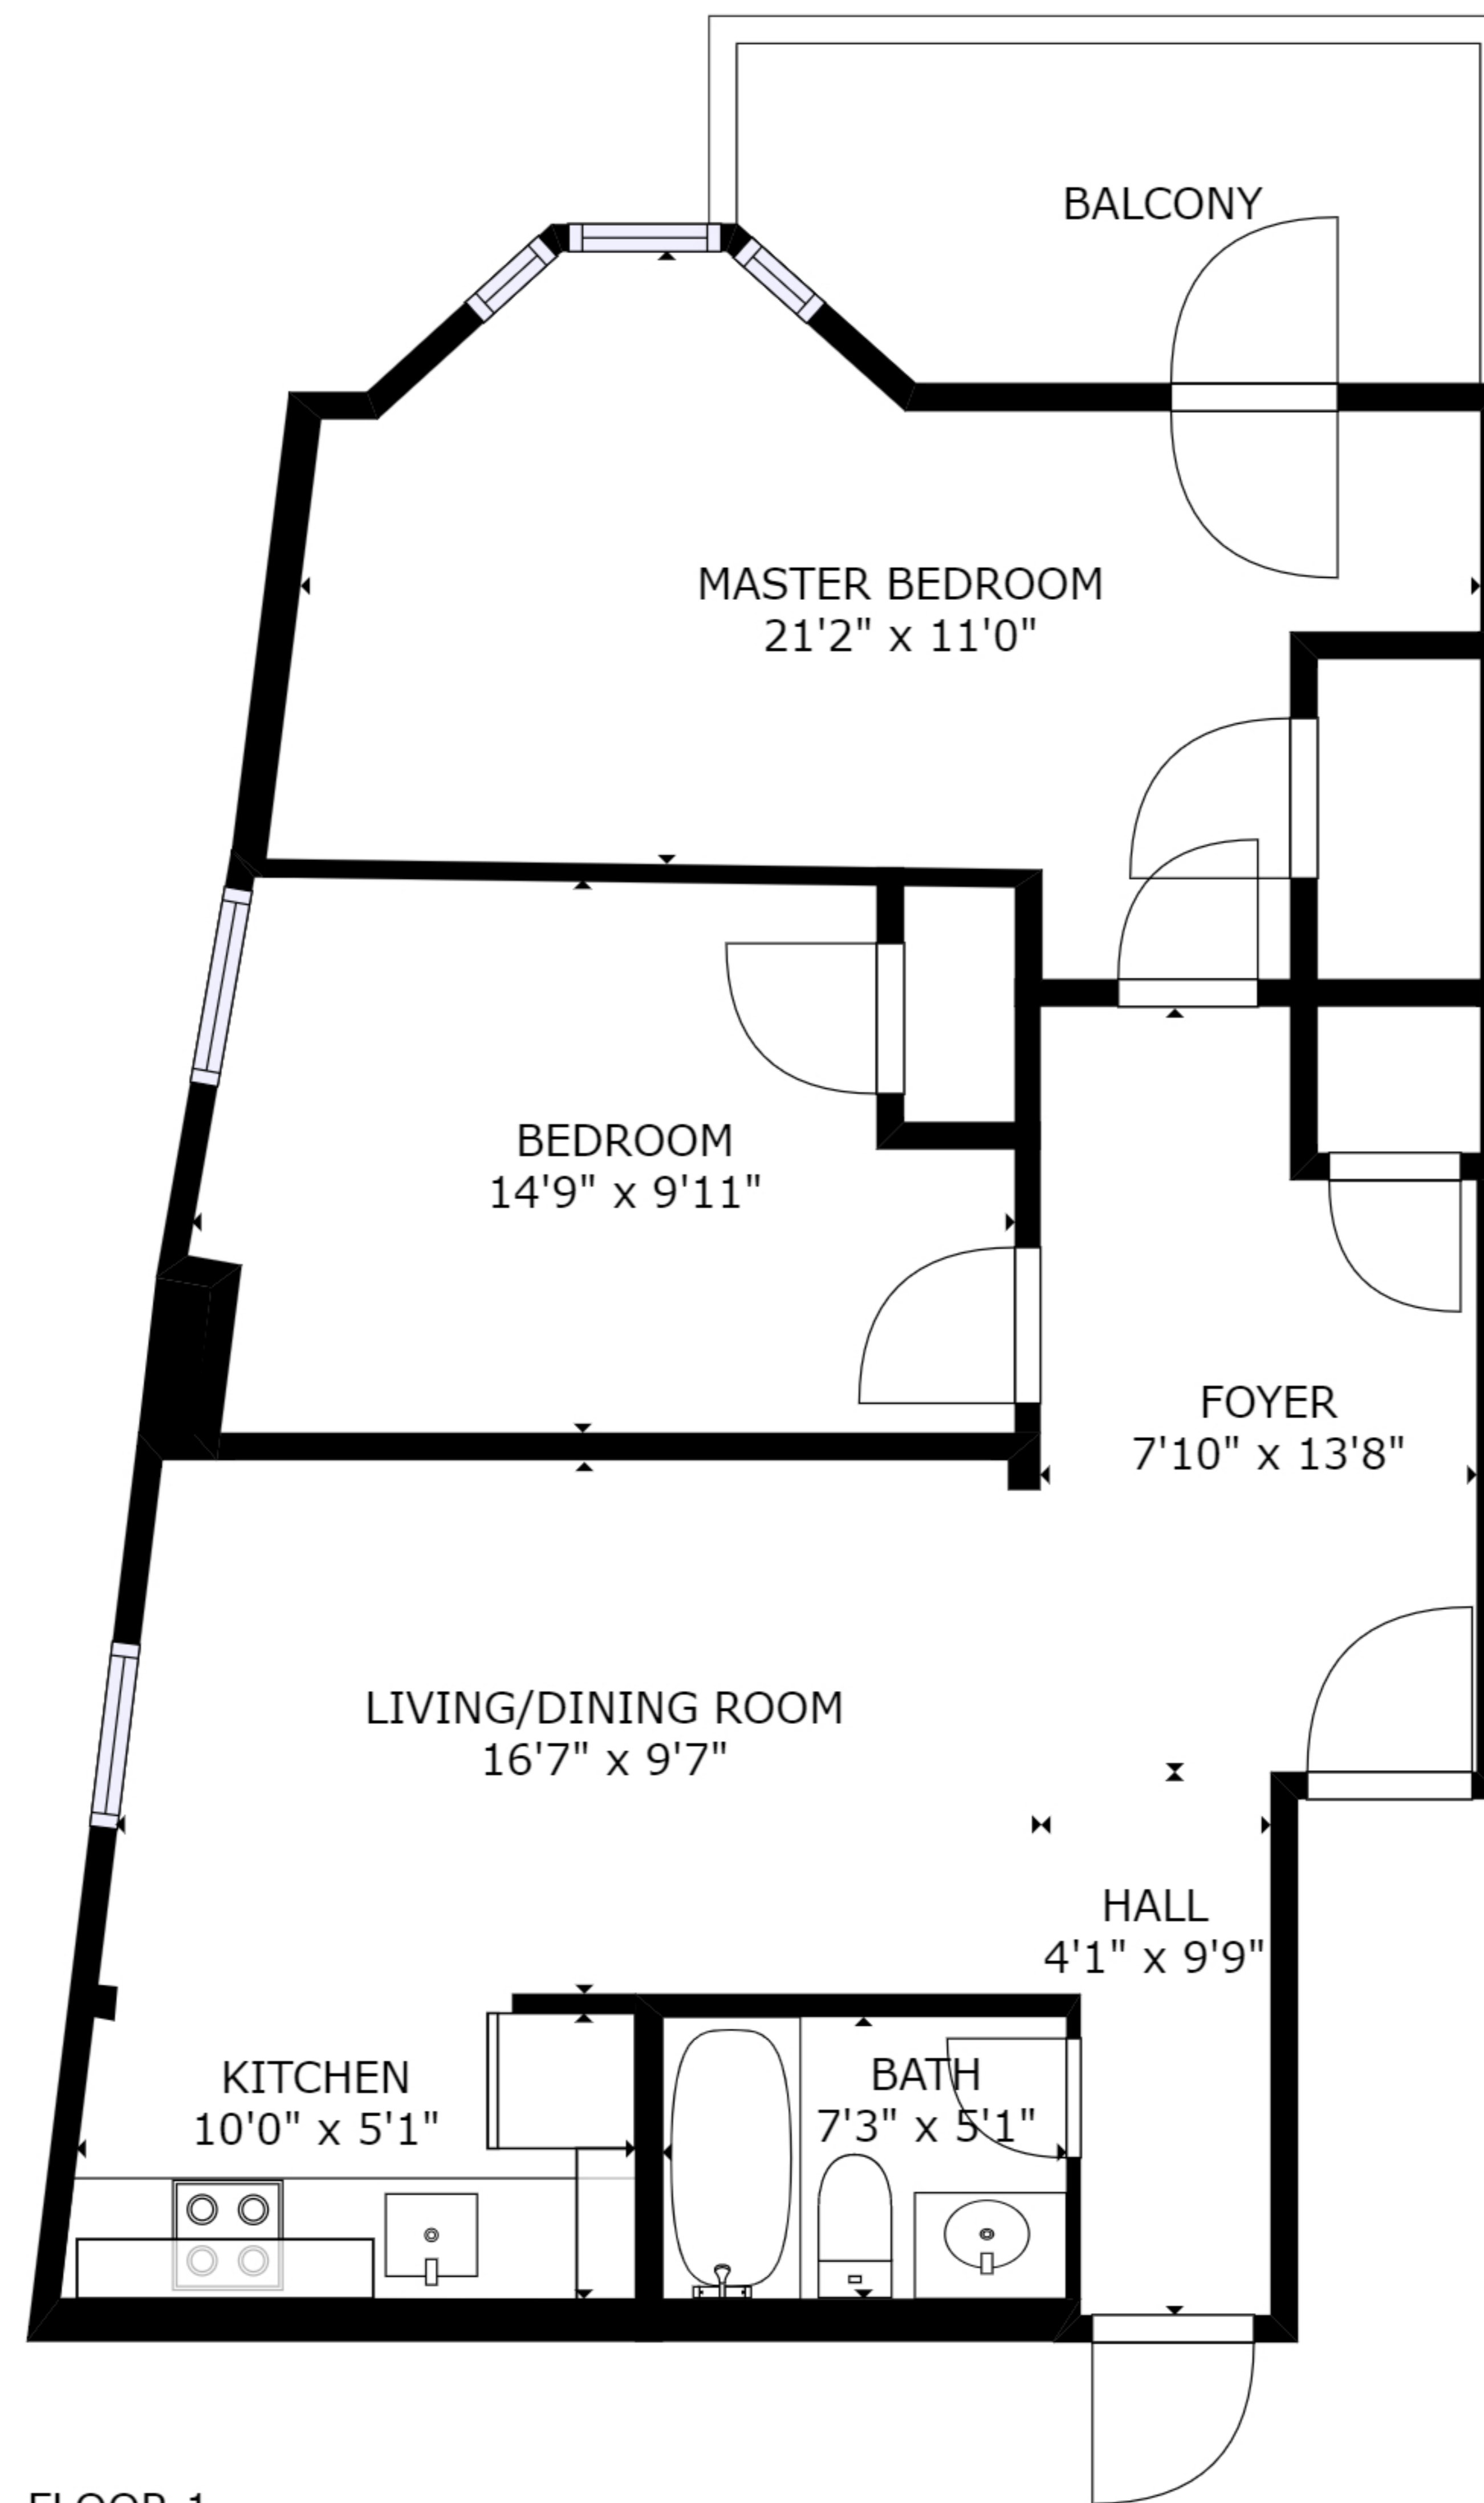 BALCONY
MASTER BEDROOM
21'2" x 11'0"
BEDROOM
14'9" x 9'11"
FOYER
7'10" x 13'8"
LIVING/DINING ROOM
16'7" x 9'7"
HALL
4'1" x 9'9"
KITCHEN
10'0" x 5'1"
BATH
7'3" x 5'1"
FLOOR 1